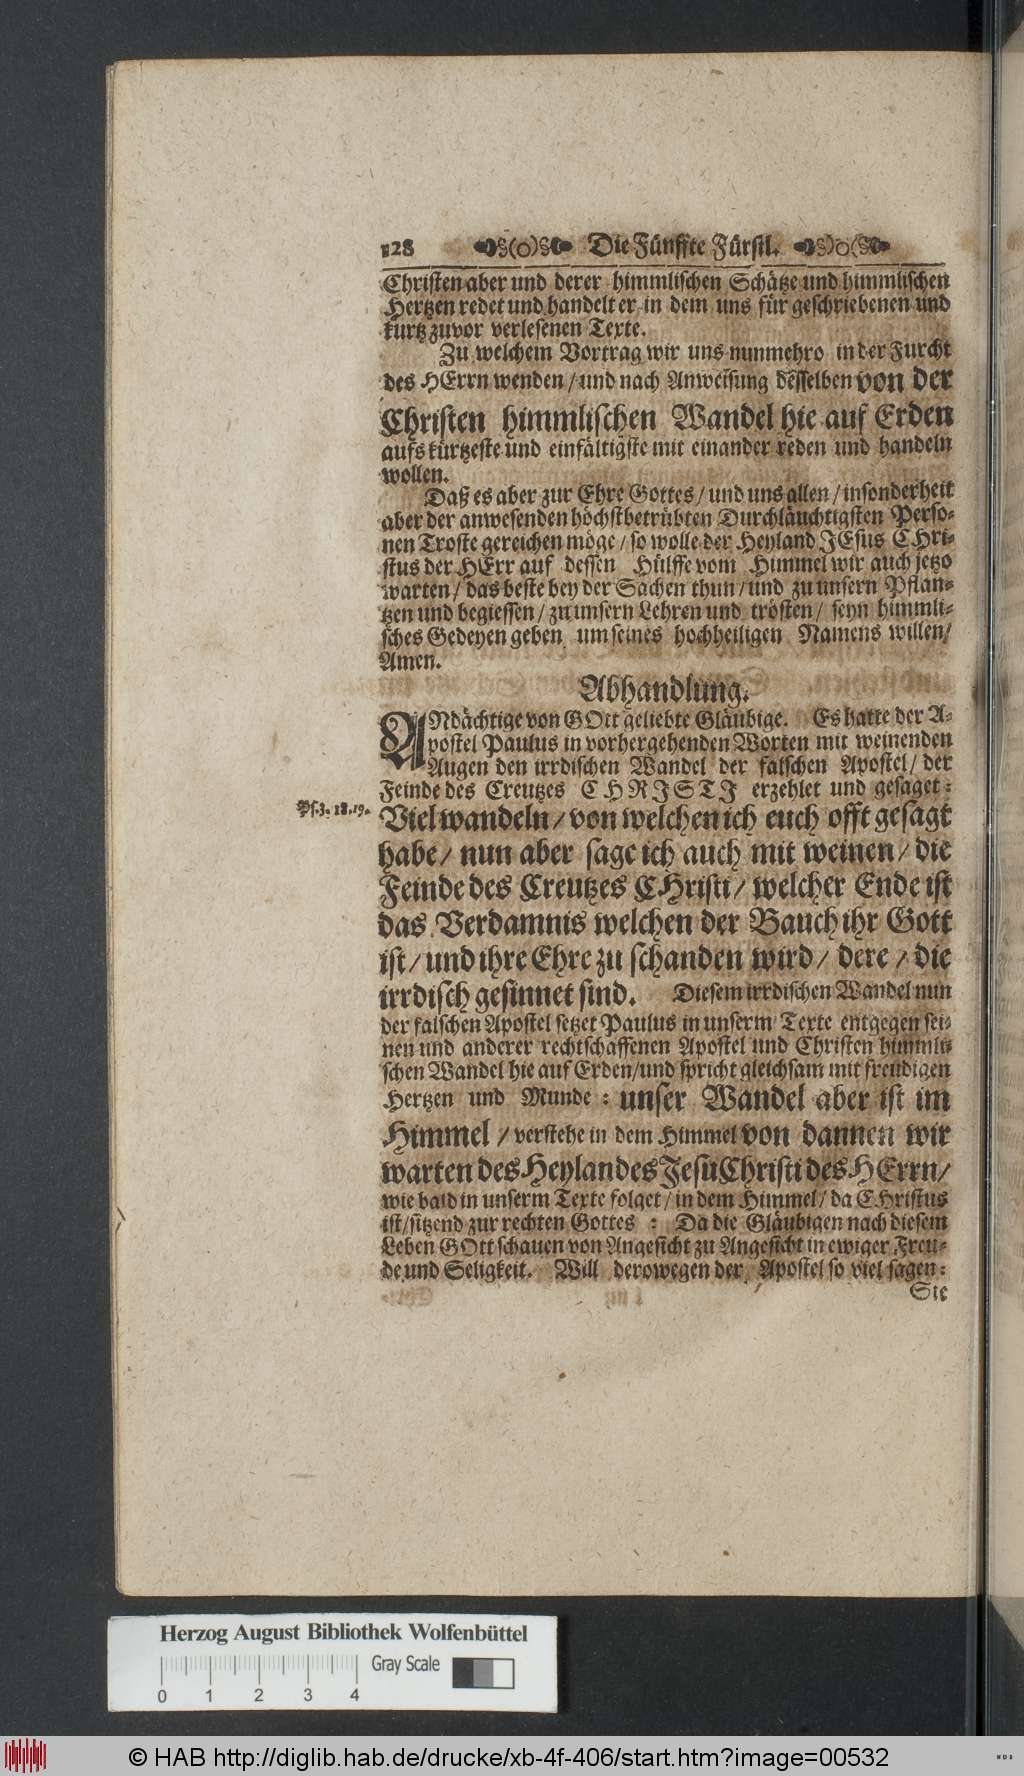 128 Die Fünffte Fürstl.
Christen aber und derer himmlischen Schätze und himmlischen
Hertzen redet und handelt er in dem uns für geschriebenen und
kurtz zuvor verlesenen Texte.
Zu welchem Vortrag wir uns nunmehro in der Furcht
des HErrn wenden / und nach Anweisung desselben von der
Christen himmlischen Wandel hie auf Erden
aufs kürtzeste und einfältigste mit einander reden und handeln
wollen.
Daß es aber zur Ehre Gottes / und uns allen / insonderheit
aber der anwesenden höchstbetrübten Durchläuchtigsten Perso-
nen Troste gereichen möge / so wolle der Heyland JEsus CHri-
stus der HErr auf dessen Hülffe vom Himmel wir auch jetzo
warten / das beste bey der Sachen thun / und zu unsern Pflan-
tzen und begiessen / zu unsern Lehren und trösten / seyn himmli-
sches Gedeyen geben um seines hochheiligen Namens willen /
Amen.
Abhandlung.
ANdächtige von GOtt geliebte Gläubige. Es hatte der A-
postel Paulus in vorhergehenden Worten mit weinenden
Augen den irrdischen Wandel der falschen Apostel / der
Feinde des Creutzes CHRJSTJ erzehlet und gesaget:
Ps. 3. 18. 19.
Viel wandeln / von welchen ich euch offt gesagt
habe / nun aber sage ich auch mit weinen / die
Feinde des Creutzes CHristi / welcher Ende ist
das Verdamnis welchen der Bauch ihr Gott
ist / und ihre Ehre zu schanden wird / dere / die
irrdisch gesinnet sind. Diesem irrdischen Wandel nun
der falschen Apostel setzet Paulus in unserm Texte entgegen sei-
nen und anderer rechtschaffenen Apostel und Christen himmli-
schen Wandel hie auf Erden / und spricht gleichsam mit freudigen
Hertzen und Munde: unser Wandel aber ist im
Himmel / verstehe in dem Himmel von dannen wir
warten des Heylandes Jesu Christi des HErrn /
wie bald in unserm Texte folget / in dem Himmel / da CHristus
ist / sitzend zur rechten Gottes : Da die Gläubigen nach diesem
Leben GOtt schauen von Angesicht zu Angesicht in ewiger Freu-
de und Seligkeit. Will derowegen der Apostel so viel sagen:
Sie
Herzog August Bibliothek Wolfenbüttel
Gray Scale
0 1 2 3 4
© HAB http://diglib.hab.de/drucke/xb-4f-406/start.htm?image=00532